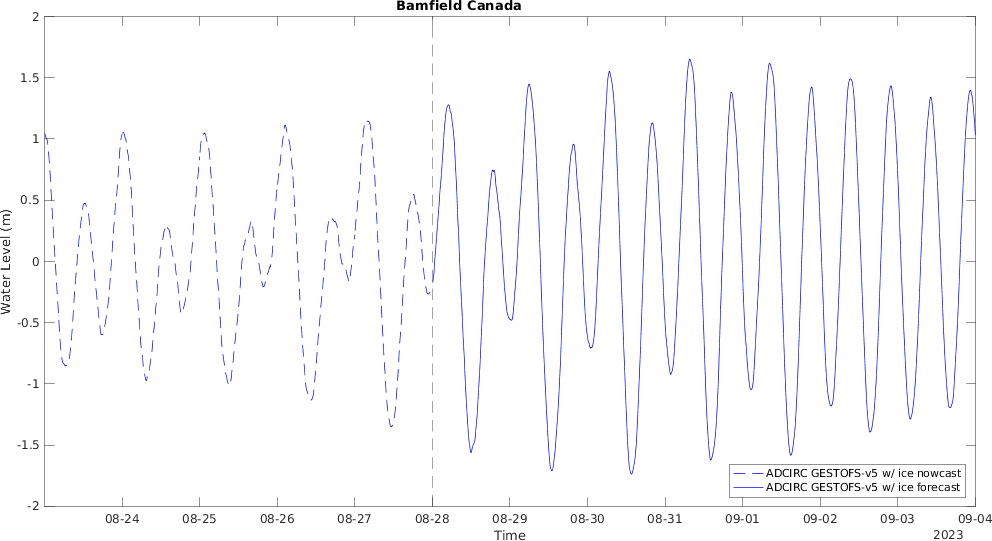 Bamfield Canada
2
1.5
1
0.5
0
-0.5
-1
-1.5
-2
Water Level (m)
ADCIRC GESTOFS-v5 w/ ice nowcast
ADCIRC GESTOFS-v5 w/ ice forecast
08-24 08-25 08-26 08-27 08-28 08-29 08-30 08-31 09-01 09-02 09-03 09-04
Time
2023